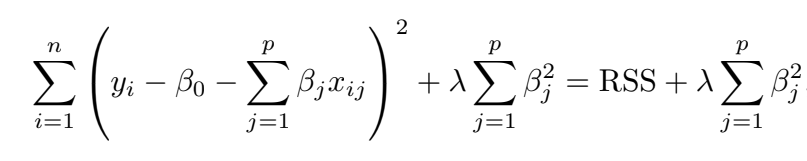 $$\sum_{i=1}^{n}\left(y_i - \beta_0 - \sum_{j=1}^{p}\beta_j x_{ij}\right)^2 + \lambda\sum_{j=1}^{p}\beta_j^2 = \text{RSS} + \lambda\sum_{j=1}^{p}\beta_j^2.$$